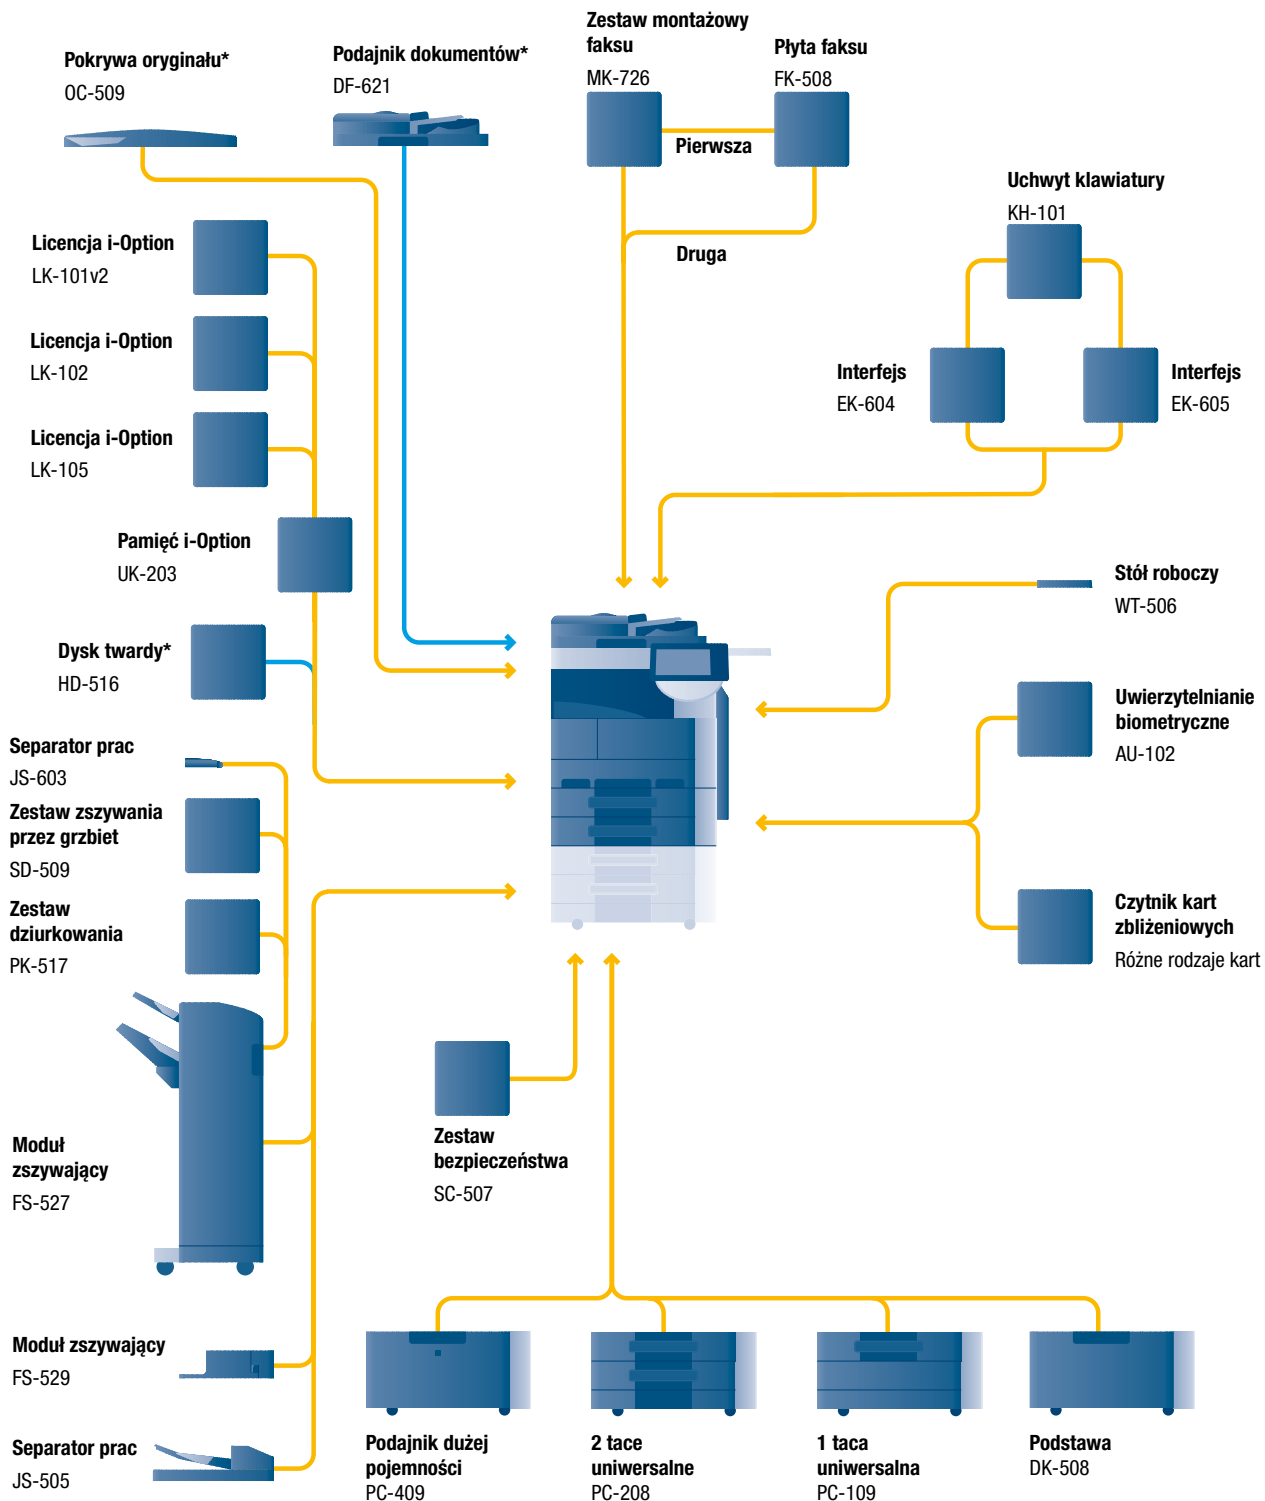 Pokrywa oryginału*
OC-509
Podajnik dokumentów*
DF-621
Zestaw montażowy
faksu
MK-726
Płyta faksu
FK-508
Pierwsza
Druga
Uchwyt klawiatury
KH-101
Interfejs
EK-604
Interfejs
EK-605
Licencja i-Option
LK-101v2
Licencja i-Option
LK-102
Licencja i-Option
LK-105
Pamięć i-Option
UK-203
Dysk twardy*
HD-516
Stół roboczy
WT-506
Uwierzytelnianie
biometryczne
AU-102
Czytnik kart
zbliżeniowych
Różne rodzaje kart
Separator prac
JS-603
Zestaw zszywania
przez grzbiet
SD-509
Zestaw
dziurkowania
PK-517
Moduł
zszywający
FS-527
Moduł zszywający
FS-529
Separator prac
JS-505
Zestaw
bezpieczeństwa
SC-507
Podajnik dużej
pojemności
PC-409
2 tace
uniwersalne
PC-208
1 taca
uniwersalna
PC-109
Podstawa
DK-508